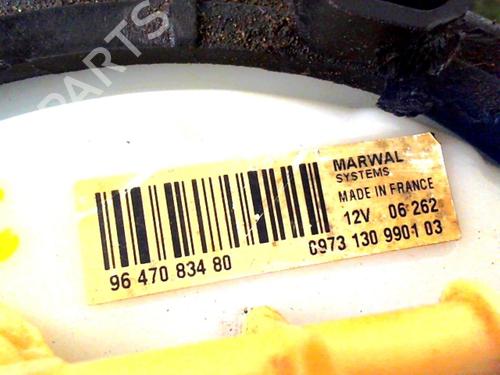 PARTS
MARWAL
SYSTEMS
MADE IN FRANCE
12V 06 262
96 470 834 80
C973 130 9901 03